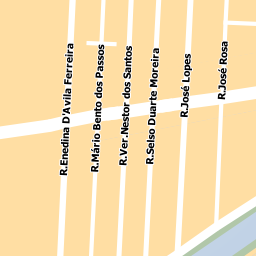 R.Enedina D'Avila Ferreira
R.Mário Bento dos Passos
R.Ver.Nestor dos Santos
R.Selso Duarte Moreira
R.José Lopes
R.José Rosa